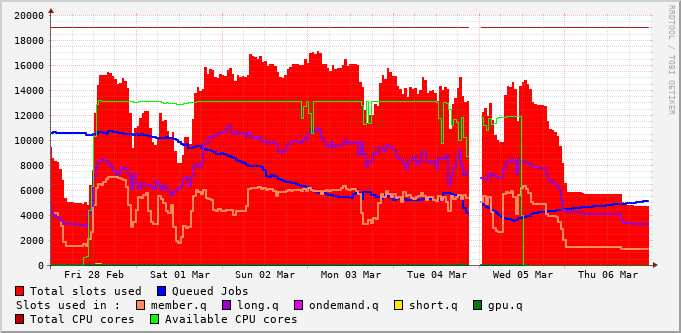 RRDTOOL / TOBI OETIKER
20000
18000
16000
14000
12000
10000
8000
6000
4000
2000
0
Fri 28 Feb Sat 01 Mar Sun 02 Mar Mon 03 Mar Tue 04 Mar Wed 05 Mar Thu 06 Mar
Total slots used Queued Jobs
Slots used in : member.q long.q ondemand.q short.q gpu.q
Total CPU cores Available CPU cores